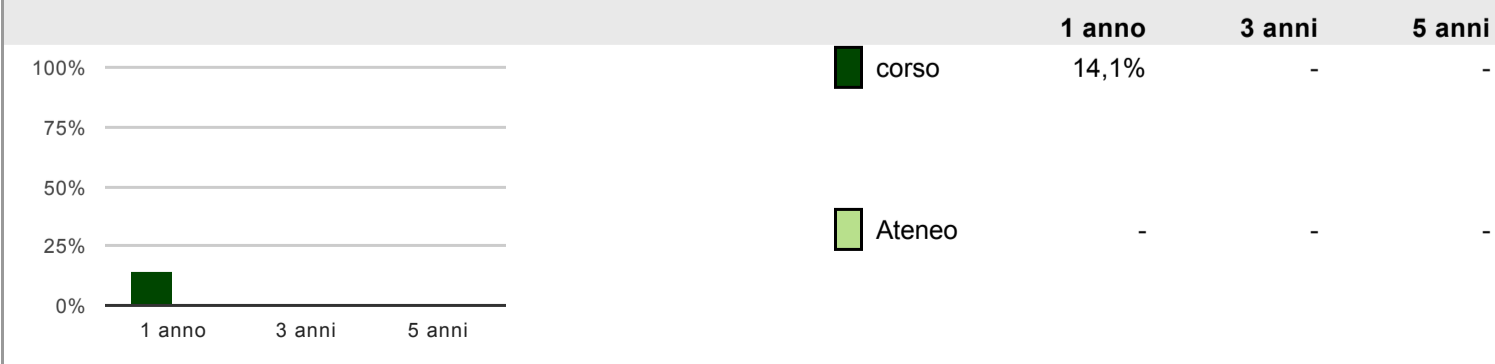 1 anno 3 anni 5 anni
100%
75%
50%
25%
0%
1 anno 3 anni 5 anni
corso 14,1% - -
Ateneo - - -